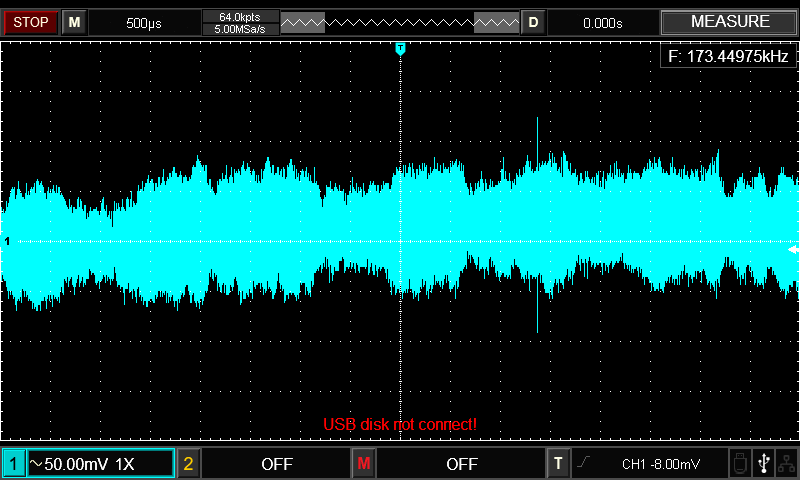 STOP M 500μs 64.0kpts D 0.000s MEASURE
5.00MSa/s
T
F: 173.44975kHz
1
USB disk not connect!
1 ~50.00mV 1X 2 OFF M OFF T CH1 -8.00mV